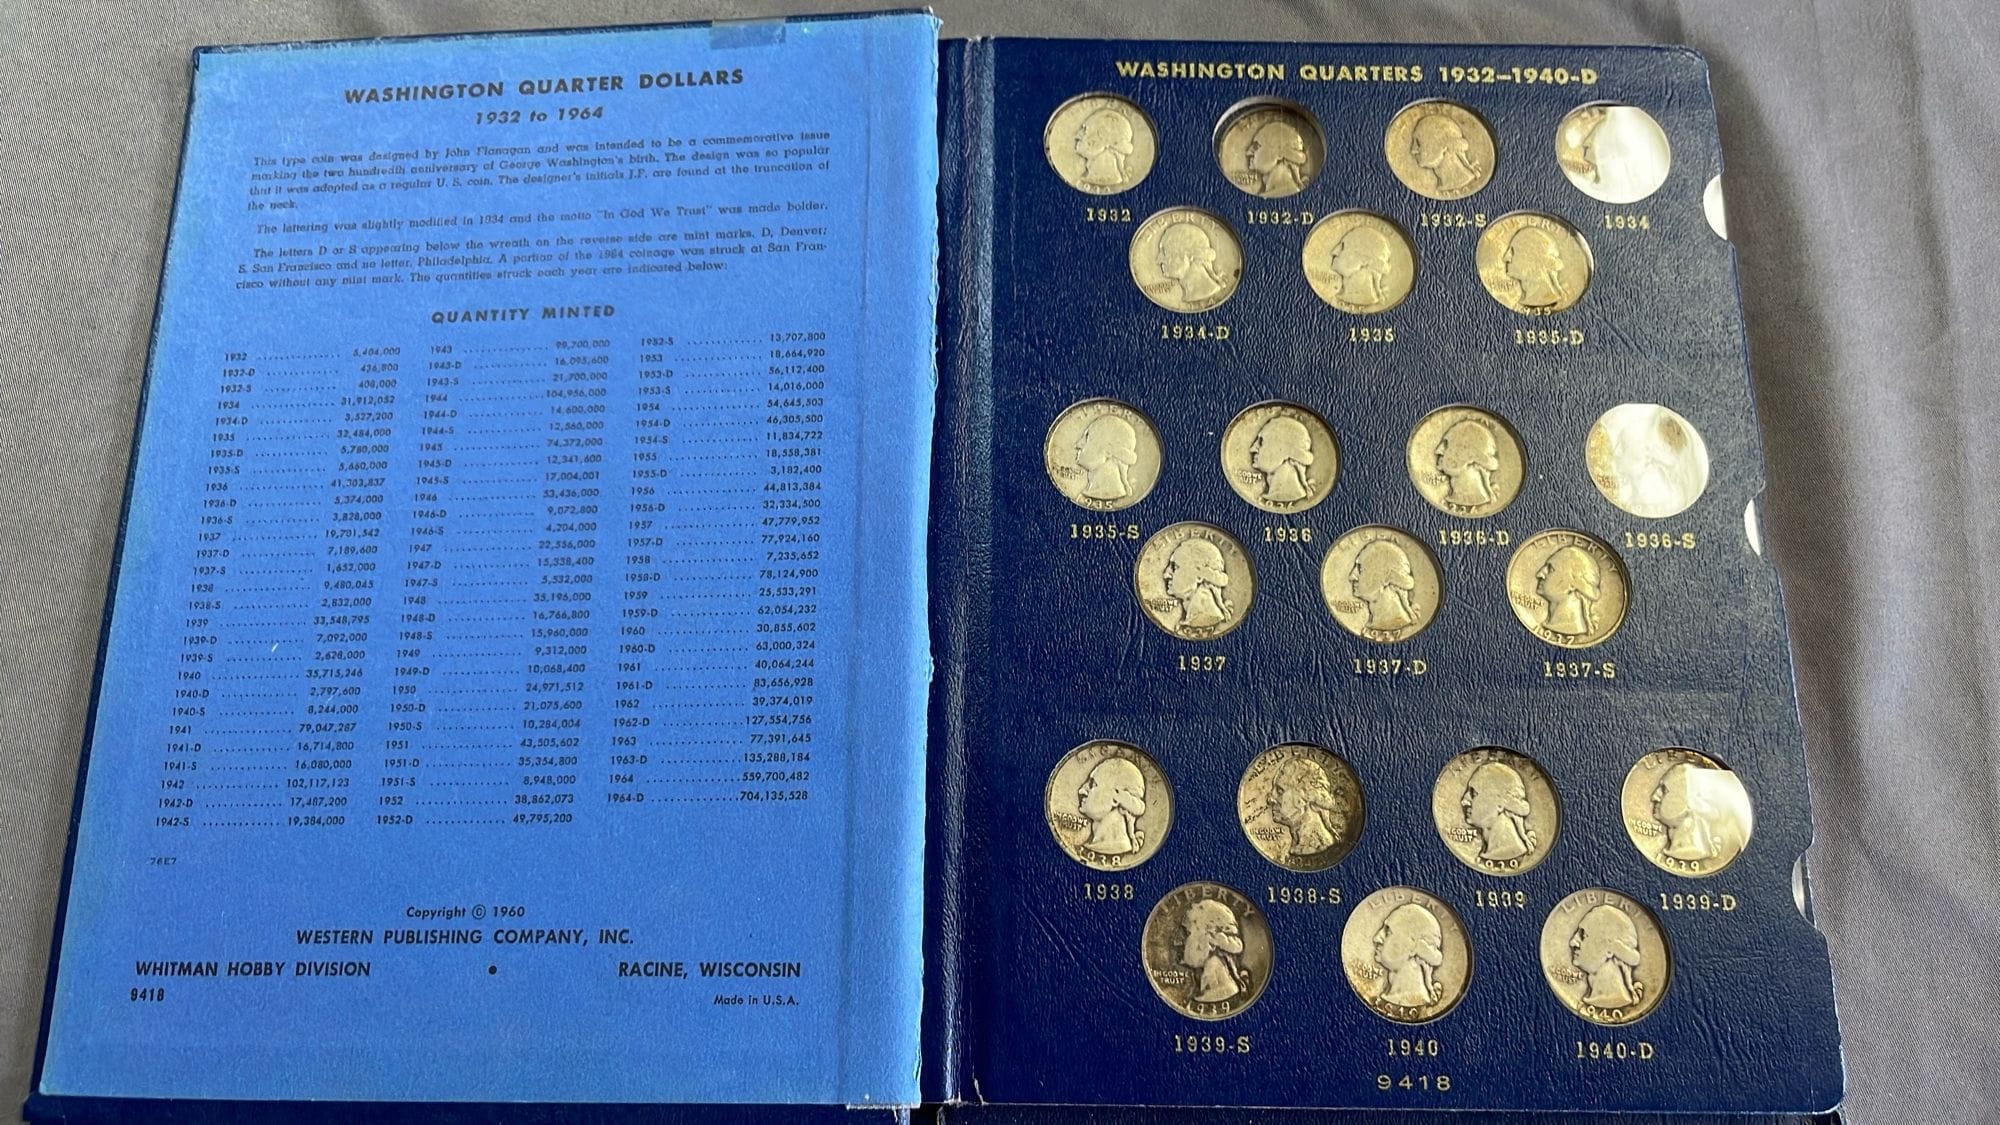 WASHINGTON QUARTER DOLLARS
1932 to 1964
This type coin was designed by John Flanagan and was intended to be a commemorative issue
marking the two hundredth anniversary of George Washington's birth. The design was so popular
that it was adopted as a regular U. S. coin. The designer's initials J.F. are found at the truncation of
the neck.
The lettering was slightly modified in 1934 and the motto "In God We Trust" was made bolder.
The letters D or S appearing below the wreath on the reverse side are mint marks. D, Denver;
S, San Francisco and no letter, Philadelphia. A portion of the 1964 coinage was struck at San Fran-
cisco without any mint mark. The quantities struck each year are indicated below:
QUANTITY MINTED
1932 .............. 5,404,000
1932-D .............. 436,800
1932-S .............. 408,000
1934 .............. 31,912,052
1934-D .............. 3,527,200
1935 .............. 32,484,000
1935-D .............. 5,780,000
1935-S .............. 5,660,000
1936 .............. 41,303,837
1936-D .............. 5,374,000
1936-S .............. 3,828,000
1937 .............. 19,701,542
1937-D .............. 7,189,600
1937-S .............. 1,652,000
1938 .............. 9,480,045
1938-S .............. 2,832,000
1939 .............. 33,548,795
1939-D .............. 7,092,000
1939-S .............. 2,628,000
1940 .............. 35,715,246
1940-D .............. 2,797,600
1940-S .............. 8,244,000
1941 .............. 79,047,287
1941-D .............. 16,714,800
1941-S .............. 16,080,000
1942 .............. 102,117,123
1942-D .............. 17,487,200
1942-S .............. 19,384,000
1943 .............. 99,700,000
1943-D .............. 16,095,600
1943-S .............. 21,700,000
1944 .............. 104,956,000
1944-D .............. 14,600,000
1944-S .............. 12,560,000
1945 .............. 74,372,000
1945-D .............. 12,341,600
1945-S .............. 17,004,001
1946 .............. 53,436,000
1946-D .............. 9,072,800
1946-S .............. 4,204,000
1947 .............. 22,556,000
1947-D .............. 15,338,400
1947-S .............. 5,532,000
1948 .............. 35,196,000
1948-D .............. 16,766,800
1948-S .............. 15,960,000
1949 .............. 9,312,000
1949-D .............. 10,068,400
1950 .............. 24,971,512
1950-D .............. 21,075,600
1950-S .............. 10,284,004
1951 .............. 43,505,602
1951-D .............. 35,354,800
1951-S .............. 8,948,000
1952 .............. 38,862,073
1952-D .............. 49,795,200
1952-S .............. 13,707,800
1953 .............. 18,664,920
1953-D .............. 56,112,400
1953-S .............. 14,016,000
1954 .............. 54,645,503
1954-D .............. 46,305,500
1954-S .............. 11,834,722
1955 .............. 18,558,381
1955-D .............. 3,182,400
1956 .............. 44,813,384
1956-D .............. 32,334,500
1957 .............. 47,779,952
1957-D .............. 77,924,160
1958 .............. 7,235,652
1958-D .............. 78,124,900
1959 .............. 25,533,291
1959-D .............. 62,054,232
1960 .............. 30,855,602
1960-D .............. 63,000,324
1961 .............. 40,064,244
1961-D .............. 83,656,928
1962 .............. 39,374,019
1962-D .............. 127,554,756
1963 .............. 77,391,645
1963-D .............. 135,288,184
1964 .............. 559,700,482
1964-D .............. 704,135,528
76E7
Copyright © 1960
WESTERN PUBLISHING COMPANY, INC.
WHITMAN HOBBY DIVISION • RACINE, WISCONSIN
9418
Made in U.S.A.
WASHINGTON QUARTERS 1932-1940-D
1932 1932-D 1932-S 1934
1934-D 1935 1935-D
1935-S 1936 1936-D 1936-S
1937 1937-D 1937-S
1938 1938-S 1939 1939-D
1939-S 1940 1940-D
9418